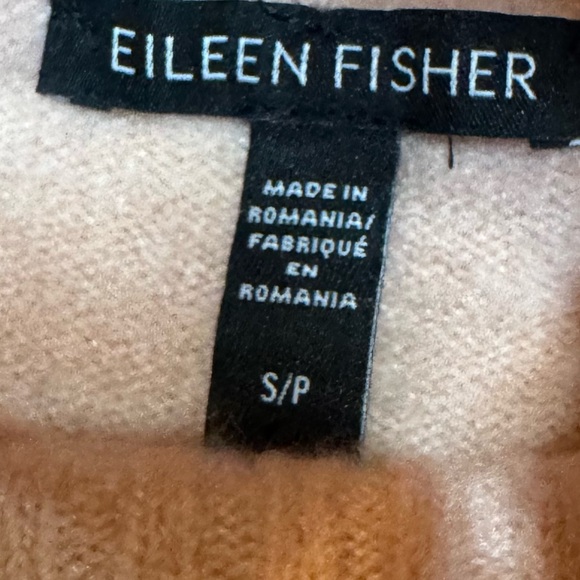 EILEEN FISHER
MADE IN
ROMANIA/
FABRIQUÉ
EN
ROMANIA
S/P